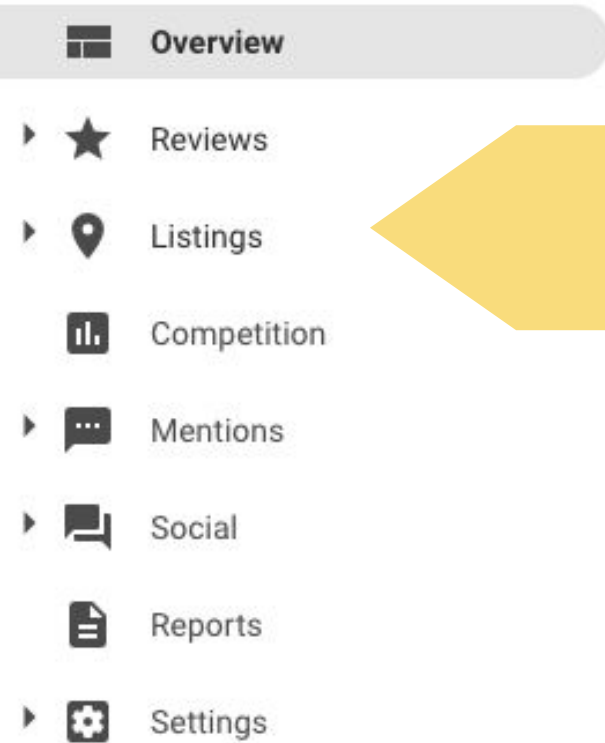 Overview
Reviews
Listings
Competition
Mentions
Social
Reports
Settings